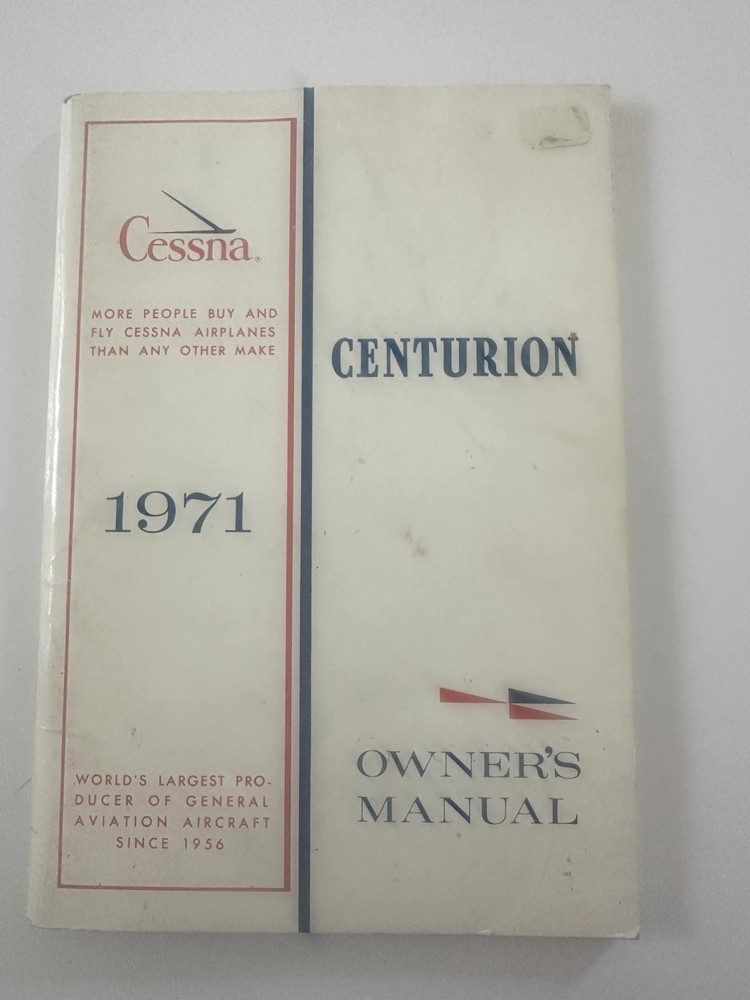 Cessna®
MORE PEOPLE BUY AND
FLY CESSNA AIRPLANES
THAN ANY OTHER MAKE
1971
WORLD'S LARGEST PRO-
DUCER OF GENERAL
AVIATION AIRCRAFT
SINCE 1956
CENTURION
OWNER'S
MANUAL